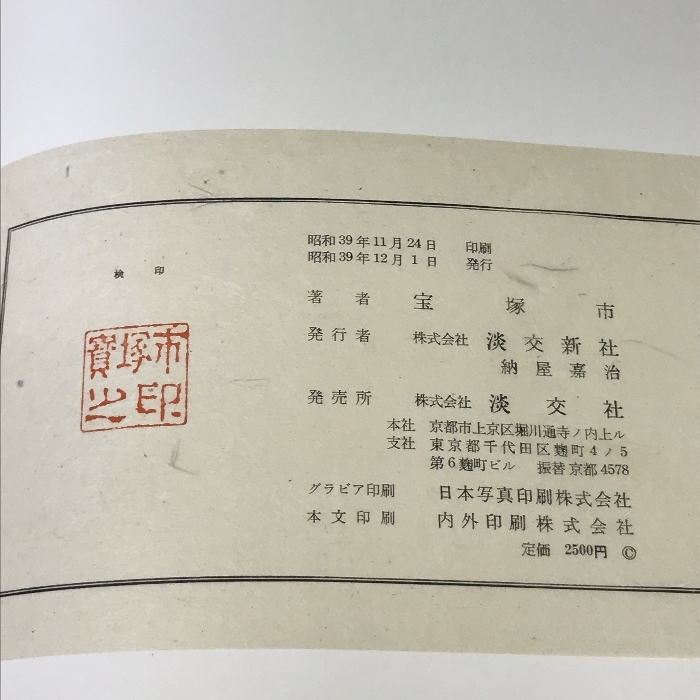 昭和39年11月24日 印刷
昭和39年12月1日 発行
検印
著者 宝塚市
市塚寶
印之
発行者 株式会社 淡交新社
納屋嘉治
発売所 株式会社 淡交社
本社 京都市上京区堀川通寺ノ内上ル
支社 東京都千代田区麹町4ノ5
第6麹町ビル 振替京都4578
グラビア印刷 日本写真印刷株式会社
本文印刷 内外印刷株式会社
定価 2500円 ©